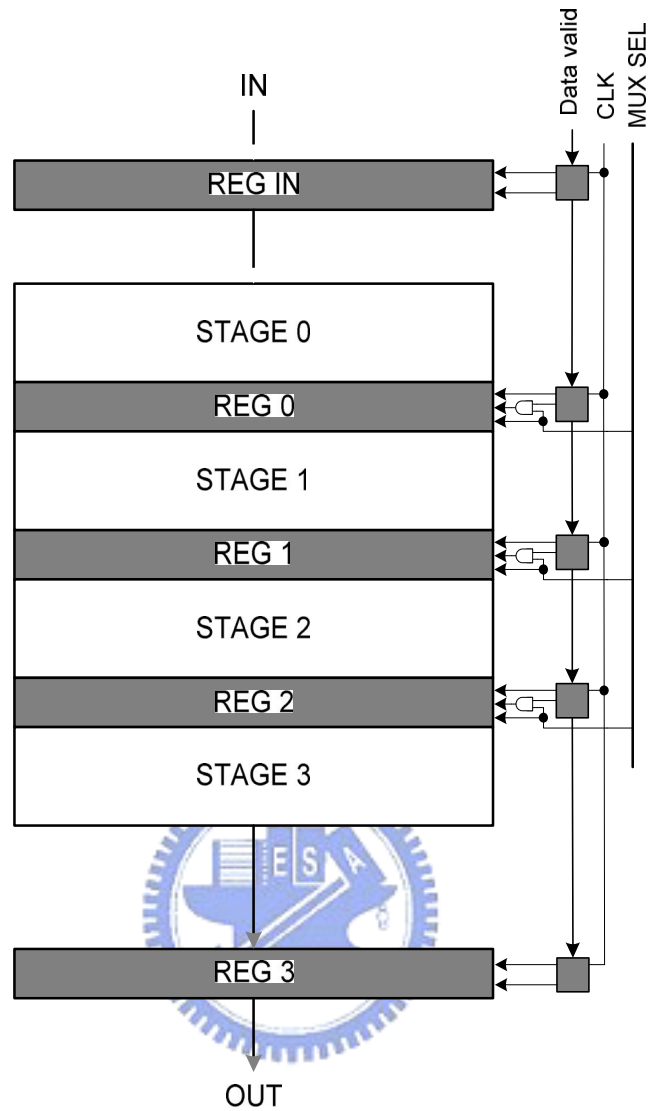 Data valid
CLK
MUX SEL
IN
REG IN
STAGE 0
REG 0
STAGE 1
REG 1
STAGE 2
REG 2
STAGE 3
E S A
REG 3
OUT